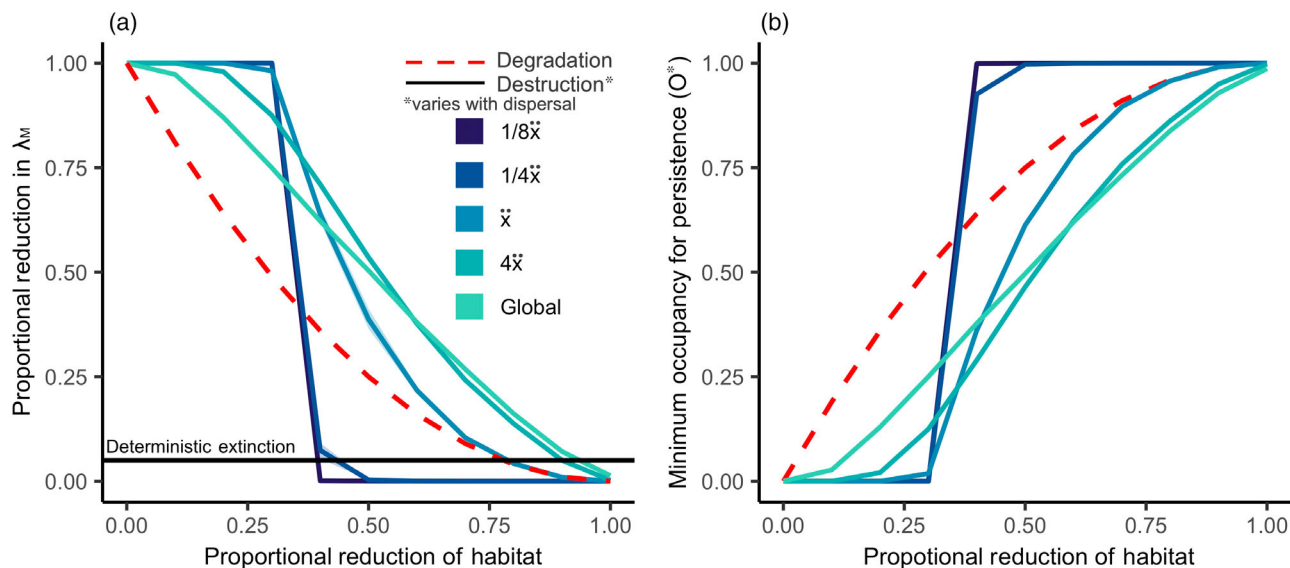 (a)
Proportional reduction in λM
1.00
0.75
0.50
0.25
0.00
Degradation
Destruction*
*varies with dispersal
1/8ẍ
1/4ẍ
ẍ
4ẍ
Global
Deterministic extinction
0.00 0.25 0.50 0.75 1.00
Proportional reduction of habitat
(b)
Minimum occupancy for persistence (O*)
1.00
0.75
0.50
0.25
0.00
0.00 0.25 0.50 0.75 1.00
Propotional reduction of habitat